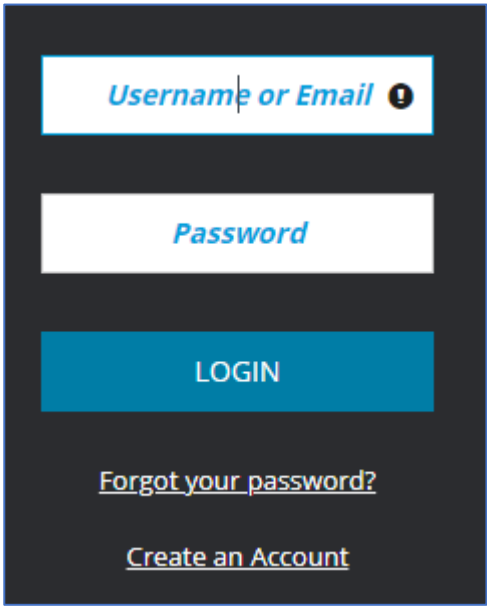 Username or Email
Password
LOGIN
Forgot your password?
Create an Account